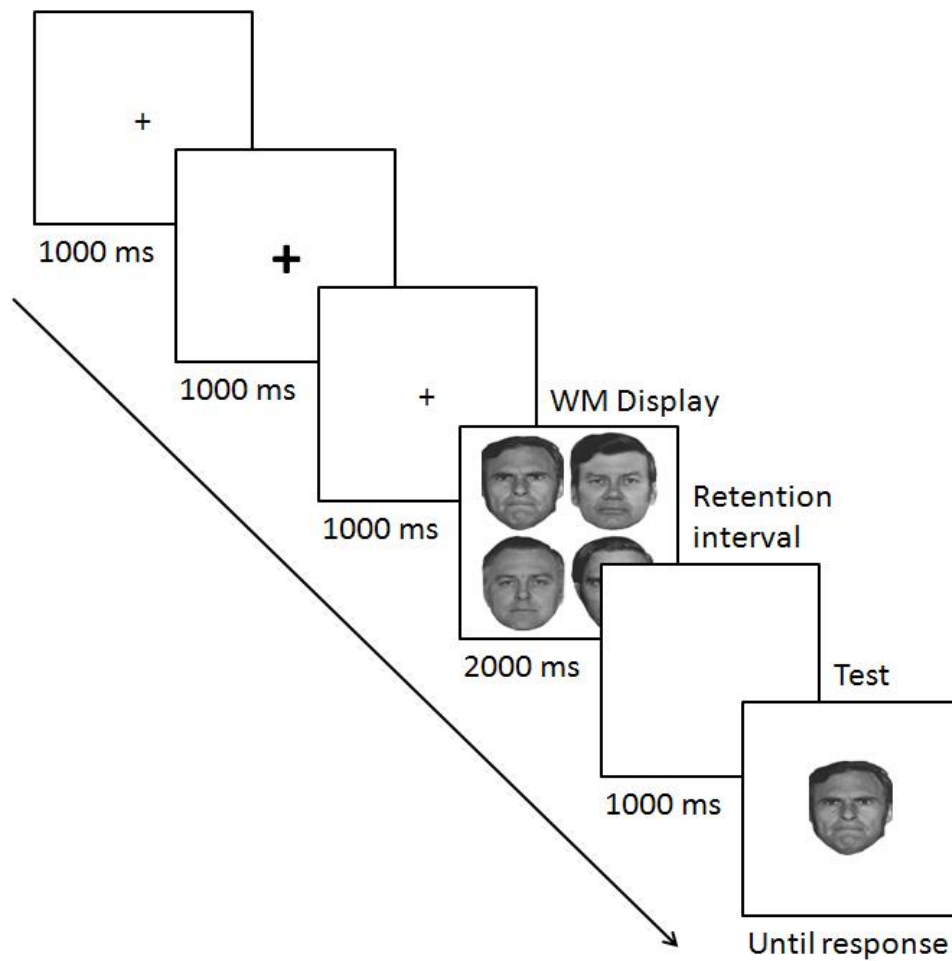 +
1000 ms
+
1000 ms
+
1000 ms
WM Display
2000 ms
Retention
interval
1000 ms
Test
Until response